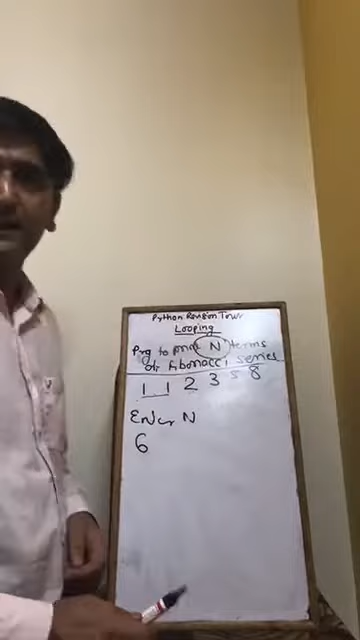 Python Revision Tour
Looping
Prg to print N terms
of fibonacci series
1 1 2 3 5 8
Enter N
6